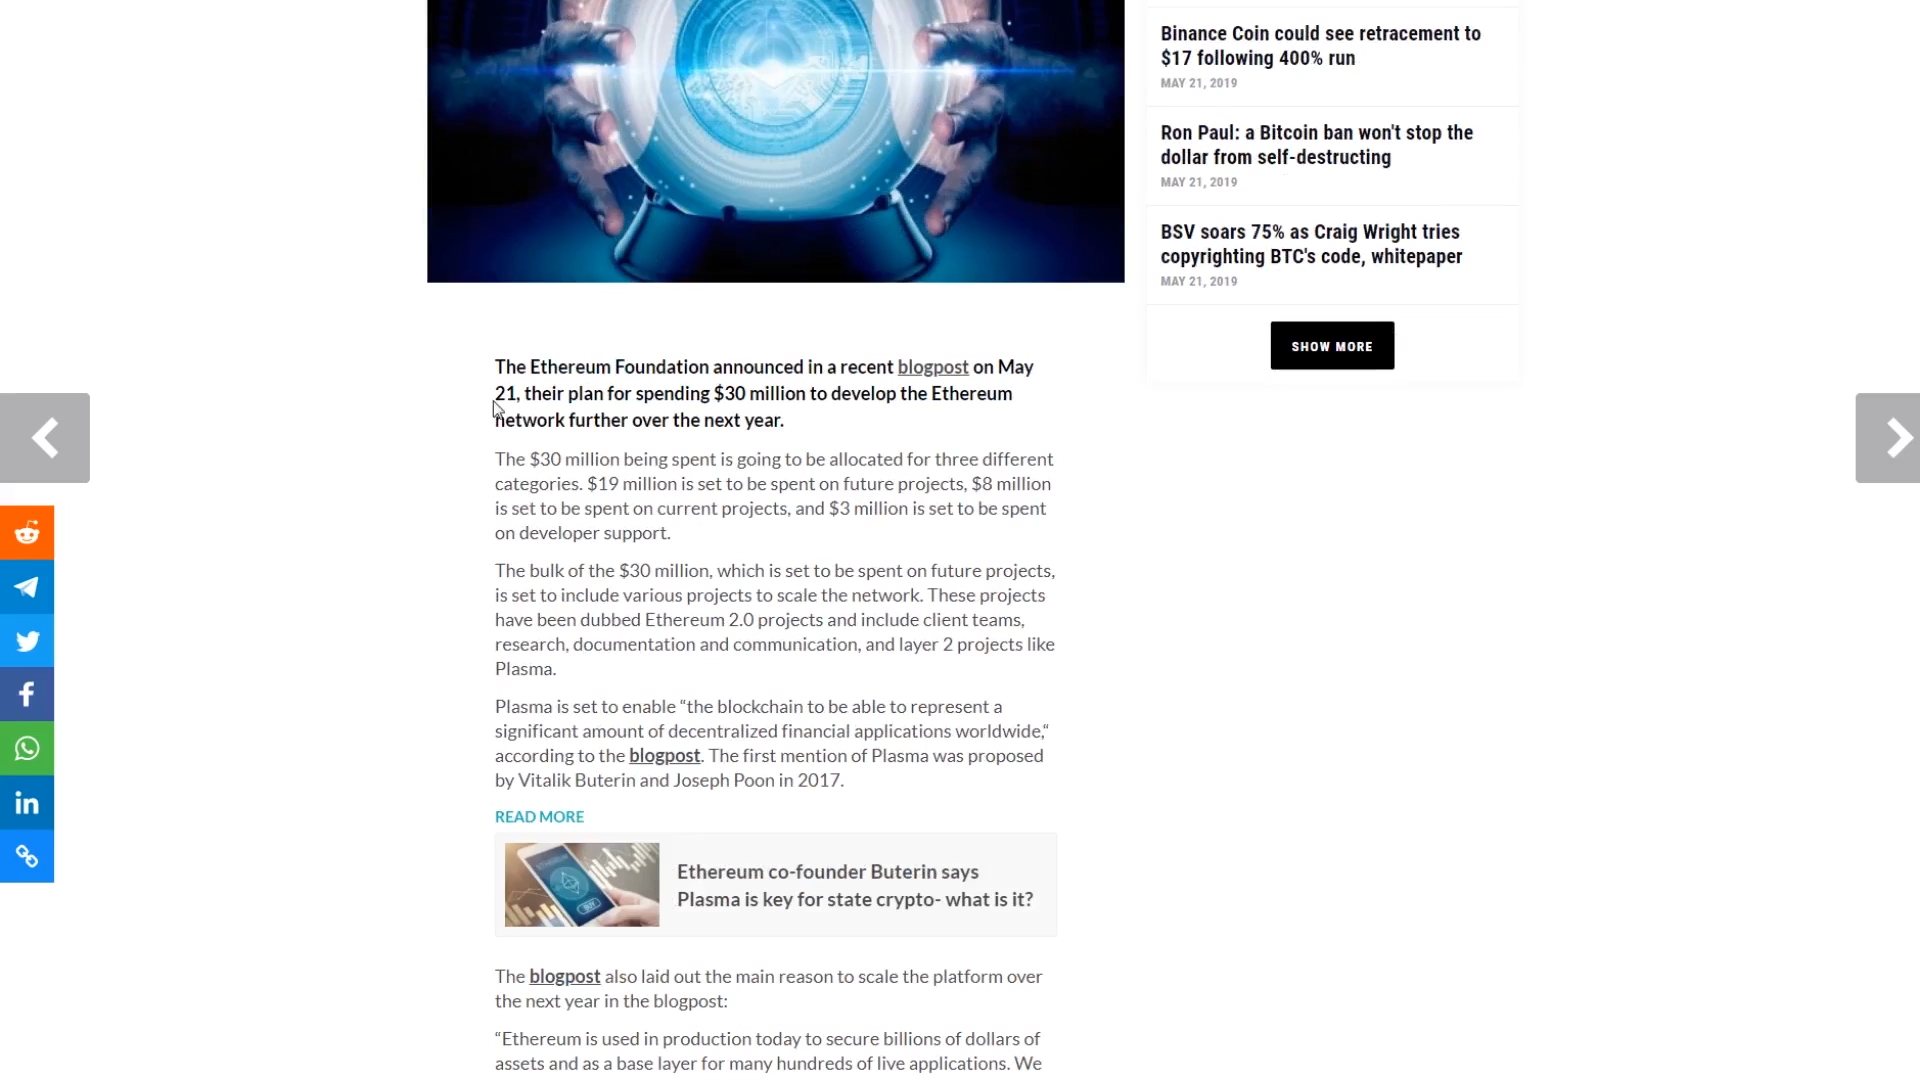 Binance Coin could see retracement to
$17 following 400% run
MAY 21, 2019
Ron Paul: a Bitcoin ban won't stop the
dollar from self-destructing
MAY 21, 2019
BSV soars 75% as Craig Wright tries
copyrighting BTC's code, whitepaper
MAY 21, 2019
SHOW MORE
The Ethereum Foundation announced in a recent blogpost on May
21, their plan for spending $30 million to develop the Ethereum
network further over the next year.
The $30 million being spent is going to be allocated for three different
categories. $19 million is set to be spent on future projects, $8 million
is set to be spent on current projects, and $3 million is set to be spent
on developer support.
The bulk of the $30 million, which is set to be spent on future projects,
is set to include various projects to scale the network. These projects
have been dubbed Ethereum 2.0 projects and include client teams,
research, documentation and communication, and layer 2 projects like
Plasma.
Plasma is set to enable “the blockchain to be able to represent a
significant amount of decentralized financial applications worldwide,“
according to the blogpost. The first mention of Plasma was proposed
by Vitalik Buterin and Joseph Poon in 2017.
READ MORE
BUY
Ethereum co-founder Buterin says
Plasma is key for state crypto- what is it?
The blogpost also laid out the main reason to scale the platform over
the next year in the blogpost:
“Ethereum is used in production today to secure billions of dollars of
assets and as a base layer for many hundreds of live applications. We